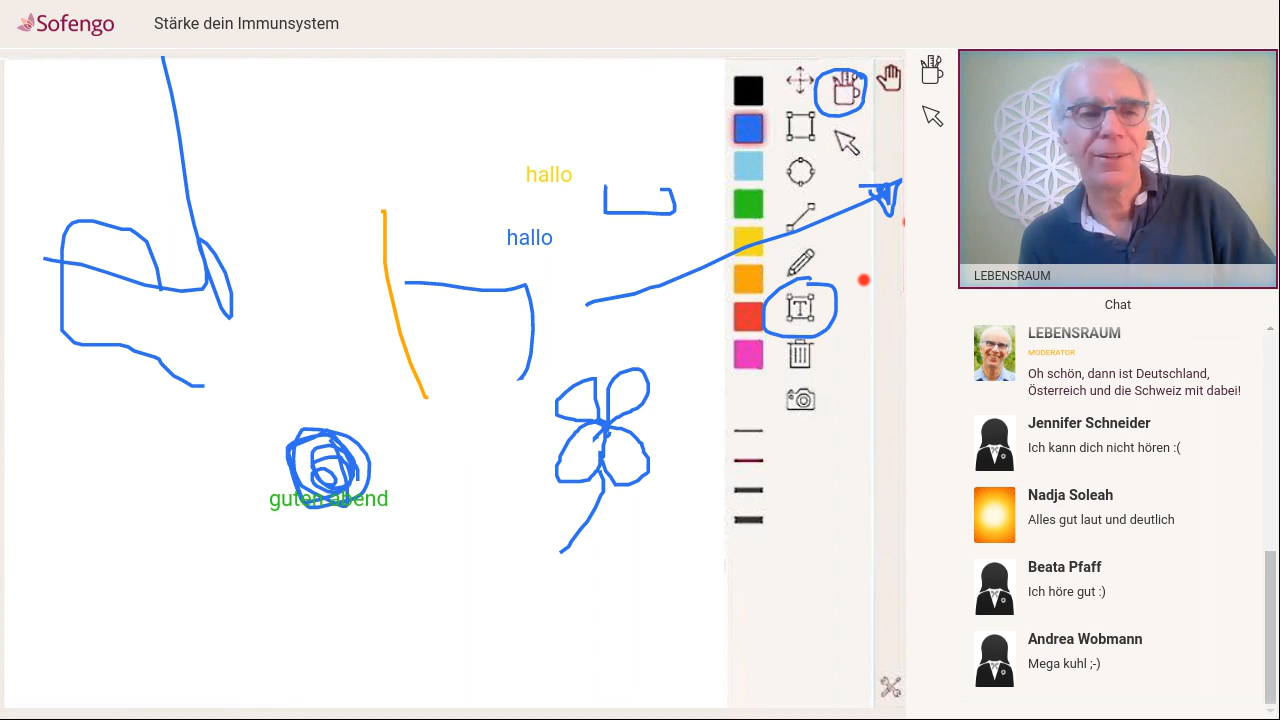 Sofengo
Stärke dein Immunsystem
hallo
hallo
guten abend
T
LEBENSRAUM
Chat
LEBENSRAUM
MODERATOR
Oh schön, dann ist Deutschland,
Österreich und die Schweiz mit dabei!
Jennifer Schneider
Ich kann dich nicht hören :(
Nadja Soleah
Alles gut laut und deutlich
Beata Pfaff
Ich höre gut :)
Andrea Wobmann
Mega kuhl ;-)